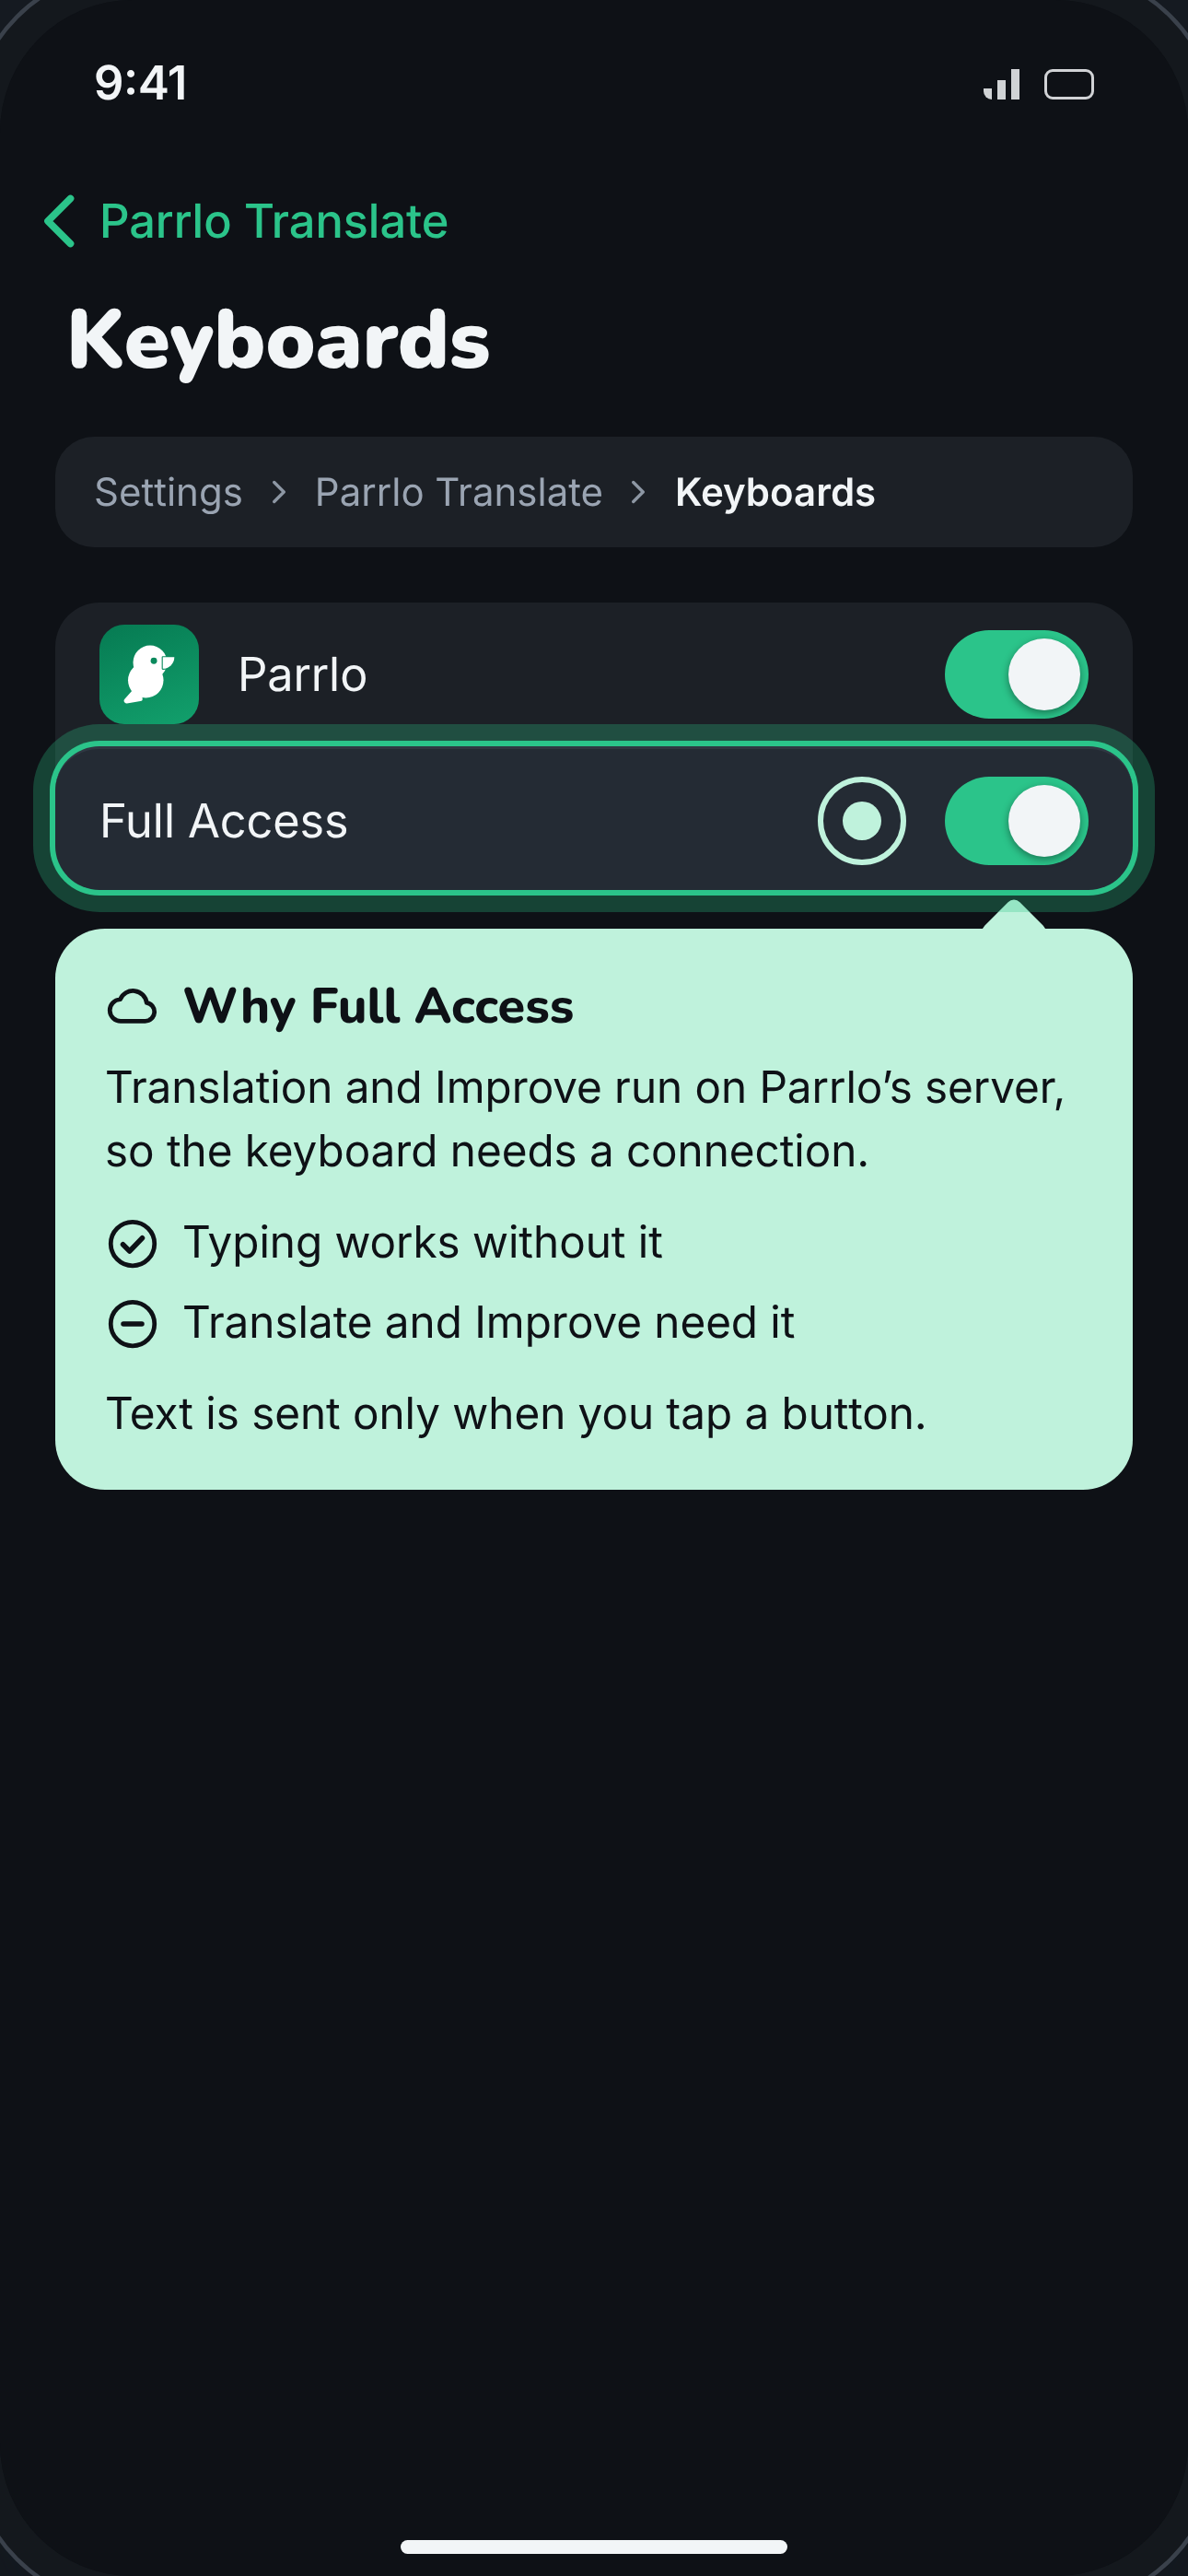 9:41
Parrlo Translate
Keyboards
Settings > Parrlo Translate > Keyboards
Parrlo
Full Access
Why Full Access
Translation and Improve run on Parrlo’s server,
so the keyboard needs a connection.
Typing works without it
Translate and Improve need it
Text is sent only when you tap a button.